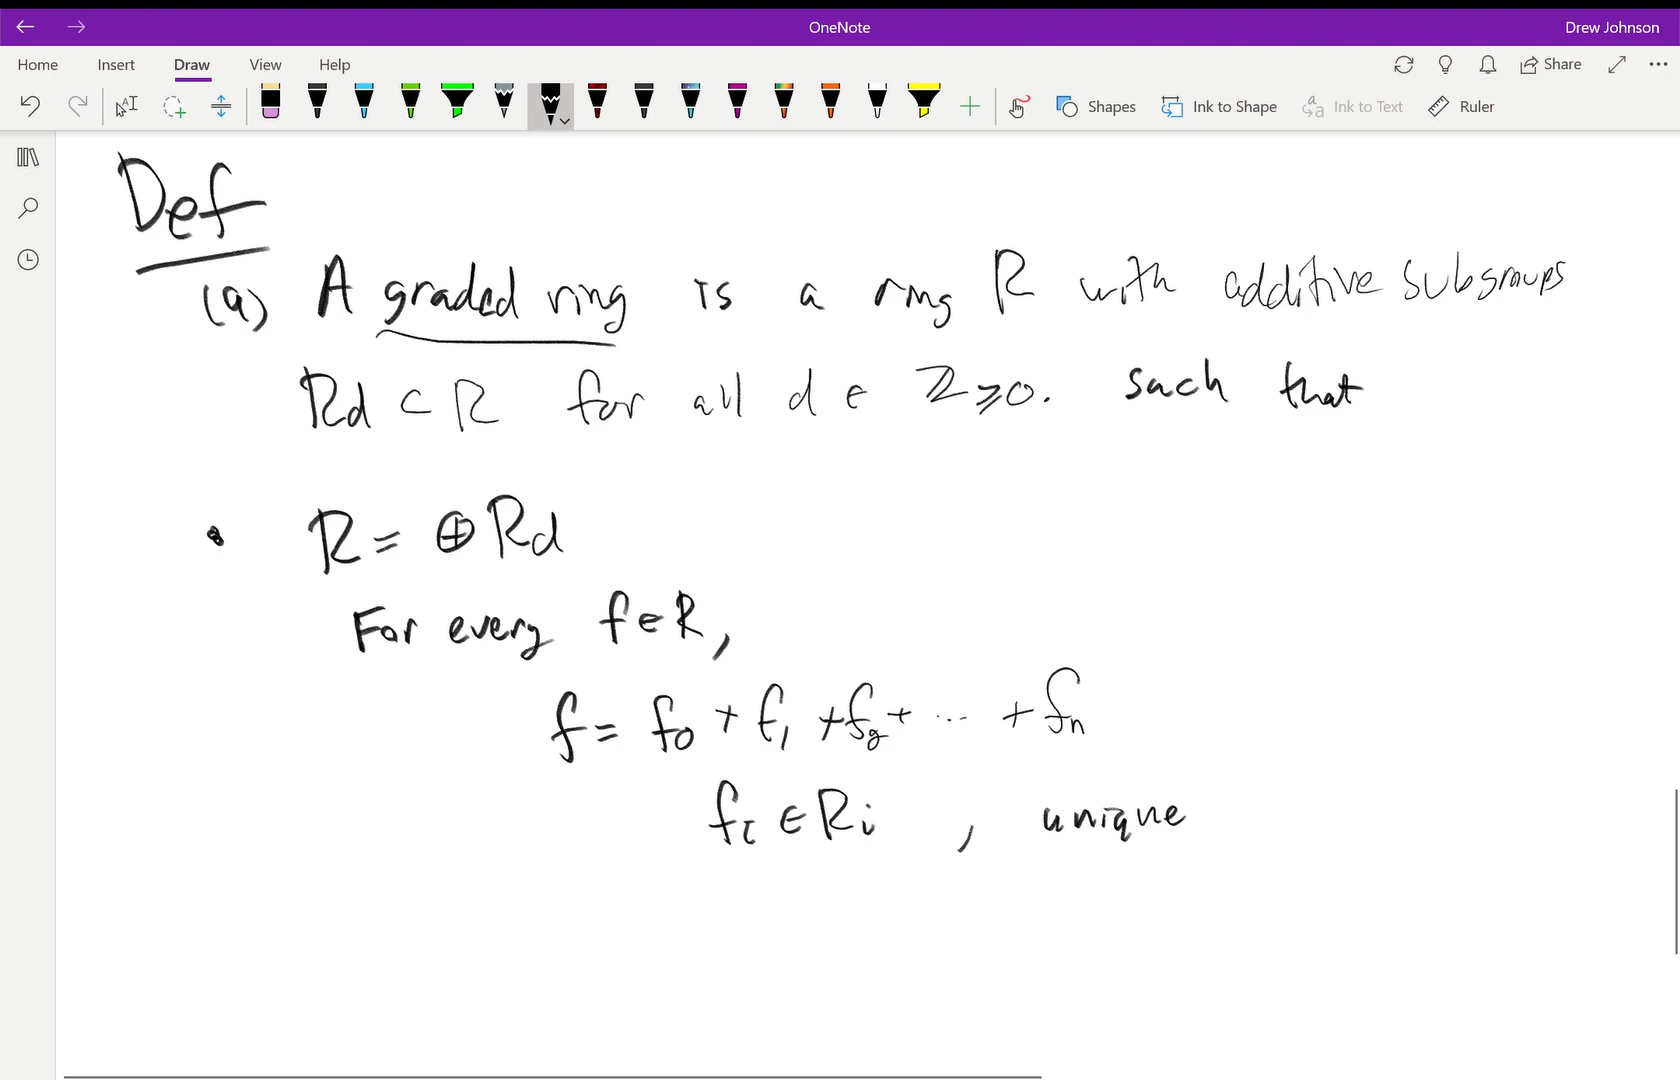 OneNote
Drew Johnson
Home Insert Draw View Help
Share
Shapes Ink to Shape Ink to Text Ruler
Def
(a) A graded ring is a ring R with additive subgroups
Rd ⊂ R for all d ∈ ℤ≥0. such that
• R = ⊕ Rd
For every f ∈ R,
f = f₀ + f₁ + f₂ + ... + fₙ
fᵢ ∈ Rᵢ , unique